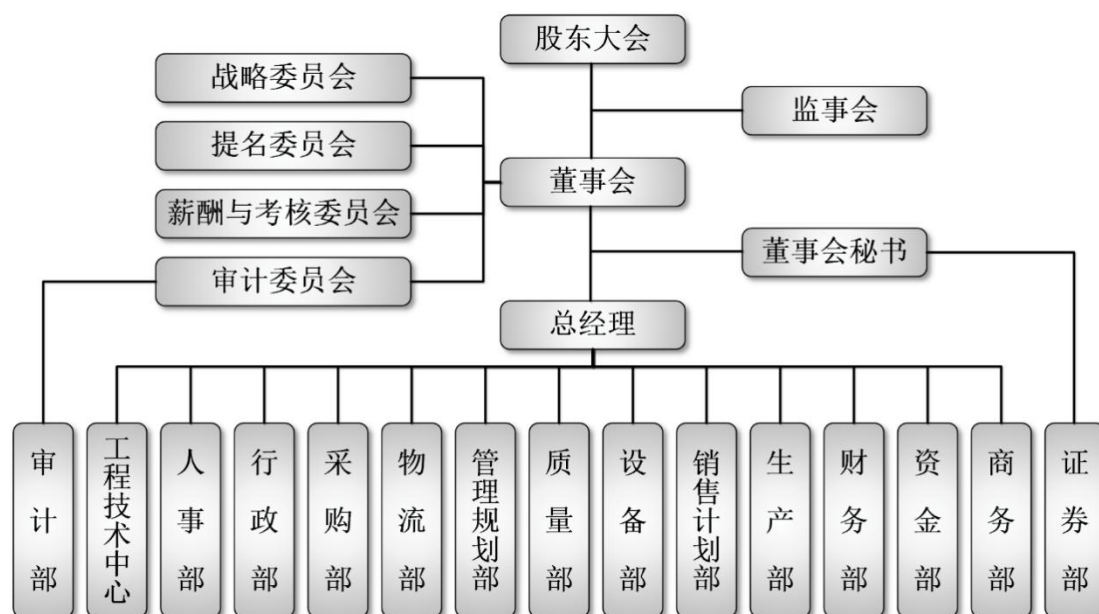 股东大会
战略委员会
监事会
提名委员会
董事会
薪酬与考核委员会
董事会秘书
审计委员会
总经理
审计部
工程技术中心
人事部
行政部
采购部
物流部
管理规划部
质量部
设备部
销售计划部
生产部
财务部
资金部
商务部
证券部